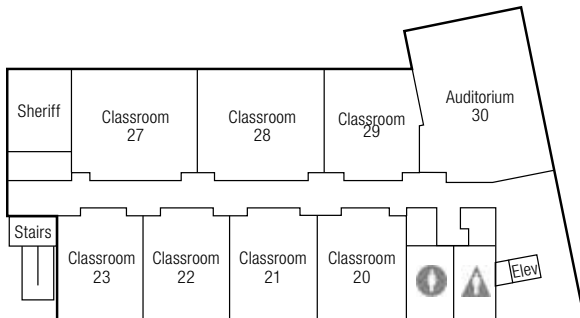 Sheriff
Classroom
27
Classroom
28
Classroom
29
Auditorium
30
Stairs
Classroom
23
Classroom
22
Classroom
21
Classroom
20
Elev